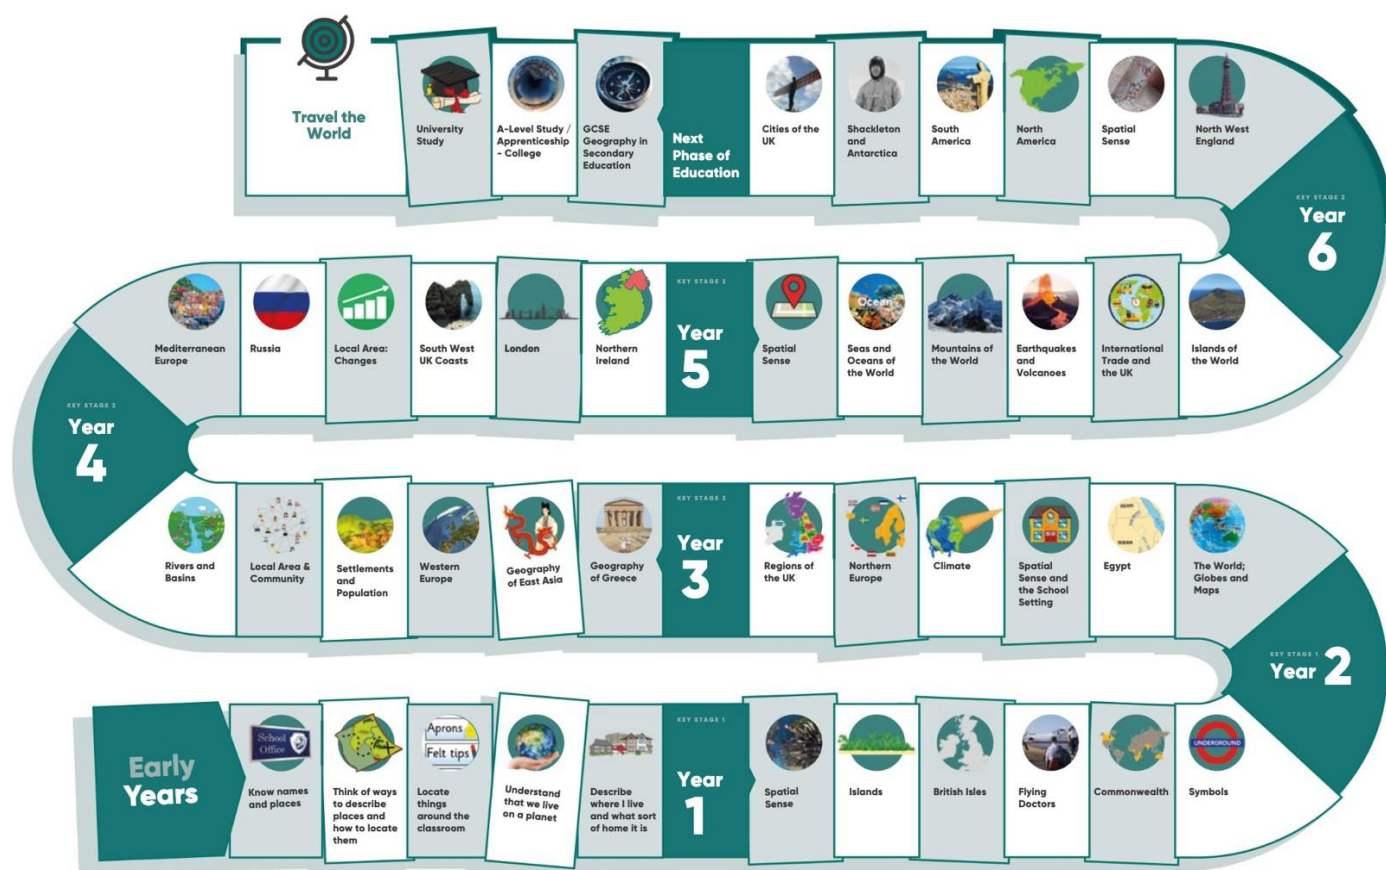 Travel the
World
University
Study
A-Level Study /
Apprenticeship
- College
GCSE
Geography in
Secondary
Education
Next
Phase of
Education
Cities of the
UK
Shackleton
and
Antarctica
South
America
North
America
Spatial
Sense
North West
England
KEY STAGE 2
Year
6
Mediterranean
Europe
Russia
Local Area:
Changes
South West
UK Coasts
London
Northern
Ireland
KEY STAGE 2
Year
5
Spatial
Sense
Ocean
Seas and
Oceans of
the World
Mountains of
the World
Earthquakes
and
Volcanoes
International
Trade and
the UK
Islands of
the World
KEY STAGE 2
Year
4
Rivers and
Basins
Local Area &
Community
Settlements
and
Population
Western
Europe
Geography
of East Asia
Geography
of Greece
KEY STAGE 2
Year
3
Regions of
the UK
Northern
Europe
Climate
Spatial
Sense and
the School
Setting
EGYPT
SUDAN
Egypt
The World;
Globes and
Maps
KEY STAGE 1
Year 2
Early
Years
School
Office
Know names
and places
Think of ways
to describe
places and
how to locate
them
Aprons
Felt tips
Locate
things
around the
classroom
Understand
that we live
on a planet
Describe
where I live
and what sort
of home it is
KEY STAGE 1
Year
1
Spatial
Sense
Islands
British Isles
Flying
Doctors
Commonwealth
UNDERGROUND
Symbols